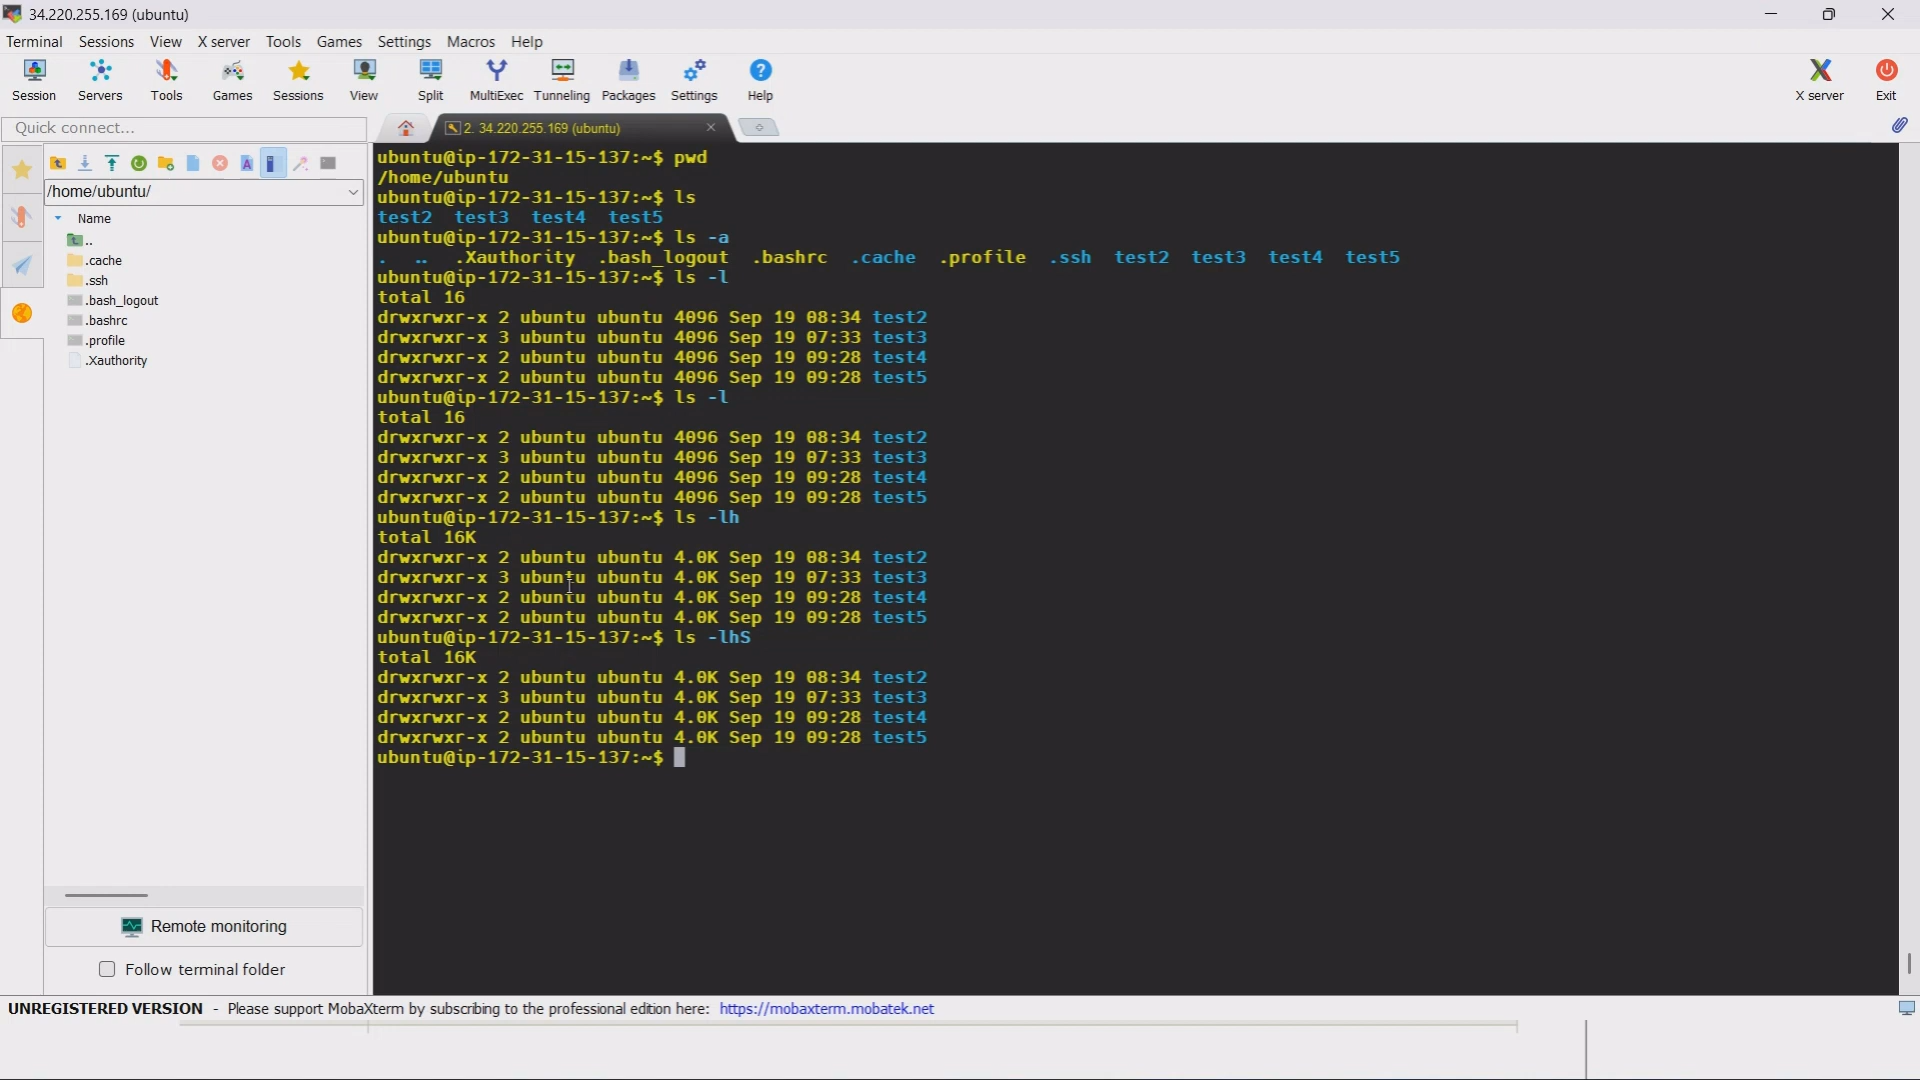 34.220.255.169 (ubuntu)
Terminal Sessions View X server Tools Games Settings Macros Help
Session Servers Tools Games Sessions View Split MultiExec Tunneling Packages Settings Help X server Exit
Quick connect...
2. 34.220.255.169 (ubuntu)
/home/ubuntu/
Name
..
.cache
.ssh
.bash_logout
.bashrc
.profile
.Xauthority
Remote monitoring
Follow terminal folder
ubuntu@ip-172-31-15-137:~$ pwd
/home/ubuntu
ubuntu@ip-172-31-15-137:~$ ls
test2 test3 test4 test5
ubuntu@ip-172-31-15-137:~$ ls -a
. .. .Xauthority .bash_logout .bashrc .cache .profile .ssh test2 test3 test4 test5
ubuntu@ip-172-31-15-137:~$ ls -l
total 16
drwxrwxr-x 2 ubuntu ubuntu 4096 Sep 19 08:34 test2
drwxrwxr-x 3 ubuntu ubuntu 4096 Sep 19 07:33 test3
drwxrwxr-x 2 ubuntu ubuntu 4096 Sep 19 09:28 test4
drwxrwxr-x 2 ubuntu ubuntu 4096 Sep 19 09:28 test5
ubuntu@ip-172-31-15-137:~$ ls -l
total 16
drwxrwxr-x 2 ubuntu ubuntu 4096 Sep 19 08:34 test2
drwxrwxr-x 3 ubuntu ubuntu 4096 Sep 19 07:33 test3
drwxrwxr-x 2 ubuntu ubuntu 4096 Sep 19 09:28 test4
drwxrwxr-x 2 ubuntu ubuntu 4096 Sep 19 09:28 test5
ubuntu@ip-172-31-15-137:~$ ls -lh
total 16K
drwxrwxr-x 2 ubuntu ubuntu 4.0K Sep 19 08:34 test2
drwxrwxr-x 3 ubuntu ubuntu 4.0K Sep 19 07:33 test3
drwxrwxr-x 2 ubuntu ubuntu 4.0K Sep 19 09:28 test4
drwxrwxr-x 2 ubuntu ubuntu 4.0K Sep 19 09:28 test5
ubuntu@ip-172-31-15-137:~$ ls -lhS
total 16K
drwxrwxr-x 2 ubuntu ubuntu 4.0K Sep 19 08:34 test2
drwxrwxr-x 3 ubuntu ubuntu 4.0K Sep 19 07:33 test3
drwxrwxr-x 2 ubuntu ubuntu 4.0K Sep 19 09:28 test4
drwxrwxr-x 2 ubuntu ubuntu 4.0K Sep 19 09:28 test5
ubuntu@ip-172-31-15-137:~$
UNREGISTERED VERSION - Please support MobaXterm by subscribing to the professional edition here: https://mobaxterm.mobatek.net